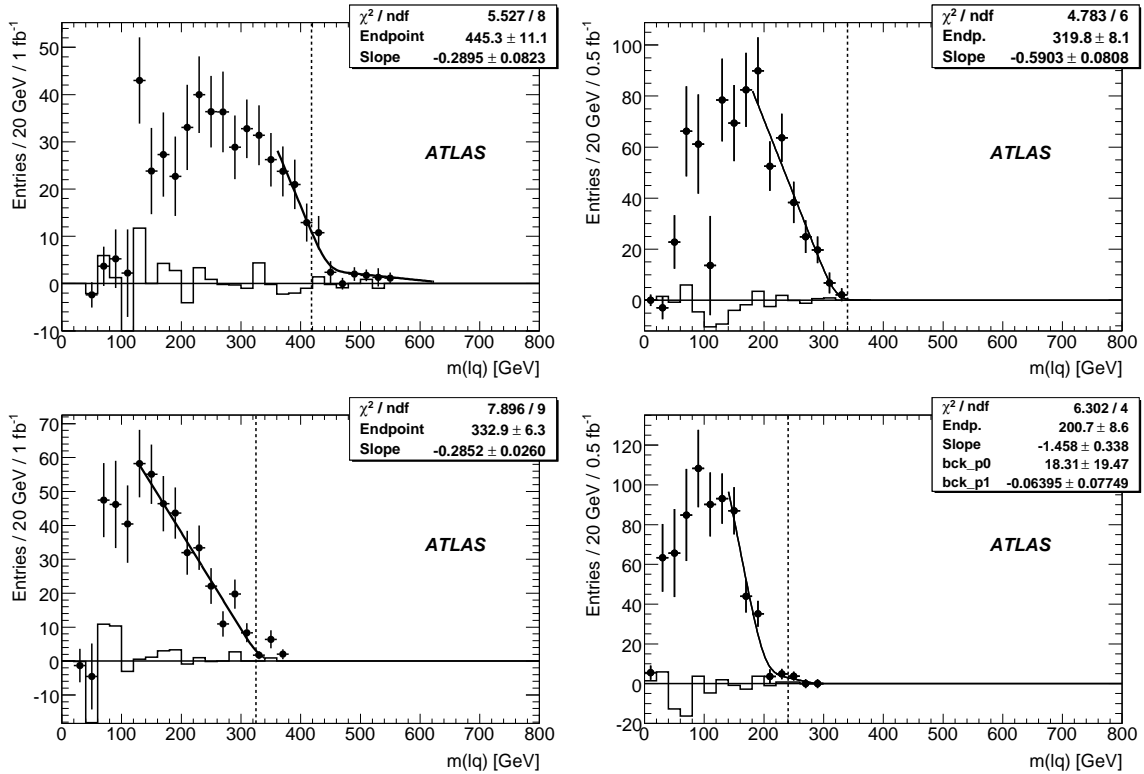 χ² / ndf 5.527 / 8
Endpoint 445.3 ± 11.1
Slope -0.2895 ± 0.0823
Entries / 20 GeV / 1 fb⁻¹
50
40
30
20
10
0
-10
ATLAS
0 100 200 300 400 500 600 700 800
m(lq) [GeV]
χ² / ndf 4.783 / 6
Endp. 319.8 ± 8.1
Slope -0.5903 ± 0.0808
Entries / 20 GeV / 0.5 fb⁻¹
100
80
60
40
20
0
ATLAS
0 100 200 300 400 500 600 700 800
m(lq) [GeV]
χ² / ndf 7.896 / 9
Endpoint 332.9 ± 6.3
Slope -0.2852 ± 0.0260
Entries / 20 GeV / 1 fb⁻¹
70
60
50
40
30
20
10
0
-10
ATLAS
0 100 200 300 400 500 600 700 800
m(lq) [GeV]
χ² / ndf 6.302 / 4
Endp. 200.7 ± 8.6
Slope -1.458 ± 0.338
bck_p0 18.31 ± 19.47
bck_p1 -0.06395 ± 0.07749
Entries / 20 GeV / 0.5 fb⁻¹
120
100
80
60
40
20
0
-20
ATLAS
0 100 200 300 400 500 600 700 800
m(lq) [GeV]